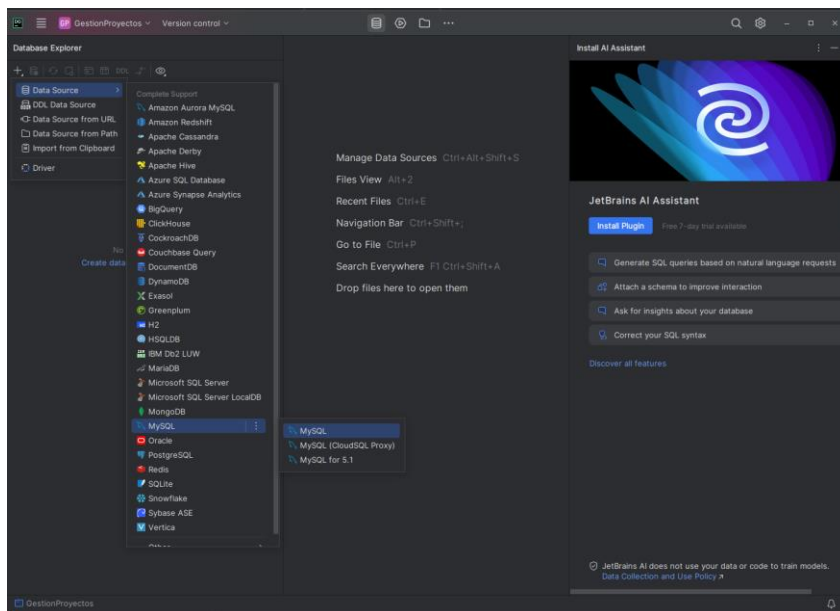 GP GestionProyectos Version control
Database Explorer
DDL
Data Source
DDL Data Source
Data Source from URL
Data Source from Path
Import from Clipboard
Driver
No
Create data
Complete Support
Amazon Aurora MySQL
Amazon Redshift
Apache Cassandra
Apache Derby
Apache Hive
Azure SQL Database
Azure Synapse Analytics
BigQuery
ClickHouse
CockroachDB
Couchbase Query
DocumentDB
DynamoDB
Exasol
Greenplum
H2
HSQLDB
IBM Db2 LUW
MariaDB
Microsoft SQL Server
Microsoft SQL Server LocalDB
MongoDB
MySQL
Oracle
PostgreSQL
Redis
SQLite
Snowflake
Sybase ASE
Vertica
Other
MySQL
MySQL (CloudSQL Proxy)
MySQL for 5.1
Manage Data Sources Ctrl+Alt+Shift+S
Files View Alt+2
Recent Files Ctrl+E
Navigation Bar Ctrl+Shift+;
Go to File Ctrl+P
Search Everywhere F1 Ctrl+Shift+A
Drop files here to open them
Install AI Assistant
JetBrains AI Assistant
Install Plugin Free 7-day trial available
Generate SQL queries based on natural language requests
Attach a schema to improve interaction
Ask for insights about your database
Correct your SQL syntax
Discover all features
JetBrains AI does not use your data or code to train models.
Data Collection and Use Policy
GestionProyectos